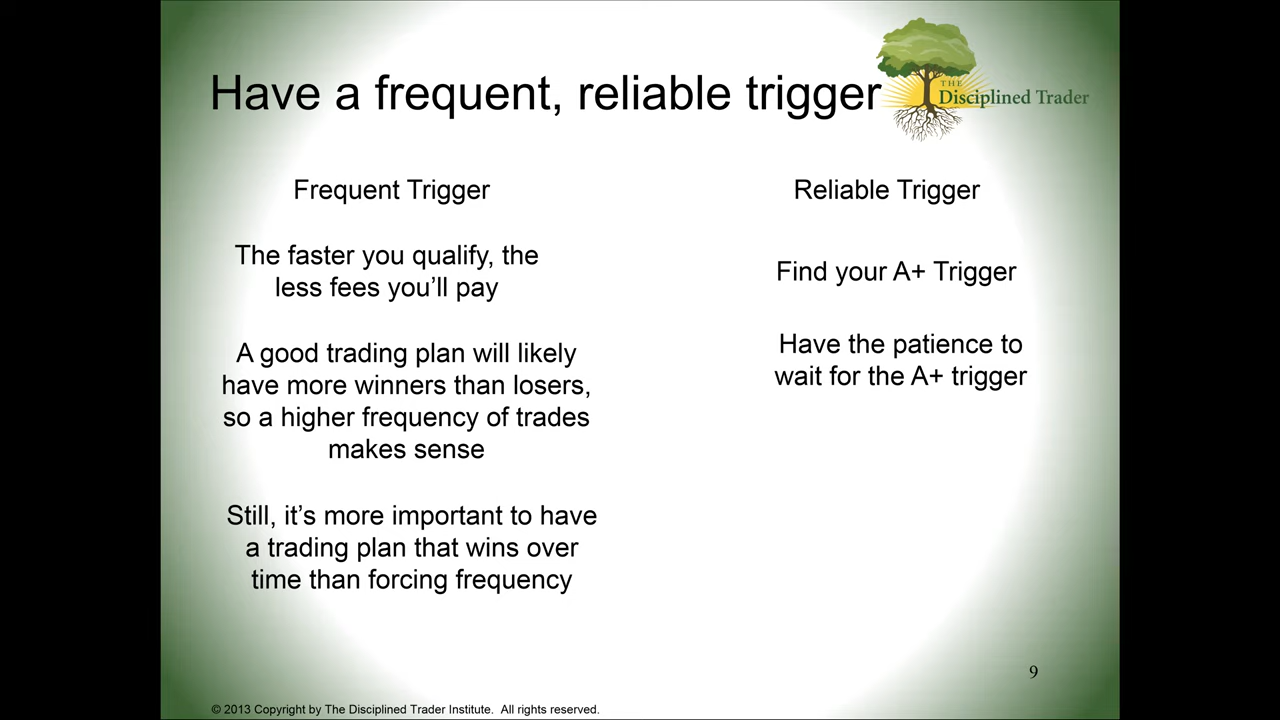 Have a frequent, reliable trigger
THE
Disciplined Trader
Frequent Trigger
The faster you qualify, the
less fees you’ll pay
A good trading plan will likely
have more winners than losers,
so a higher frequency of trades
makes sense
Still, it’s more important to have
a trading plan that wins over
time than forcing frequency
Reliable Trigger
Find your A+ Trigger
Have the patience to
wait for the A+ trigger
9
© 2013 Copyright by The Disciplined Trader Institute.  All rights reserved.